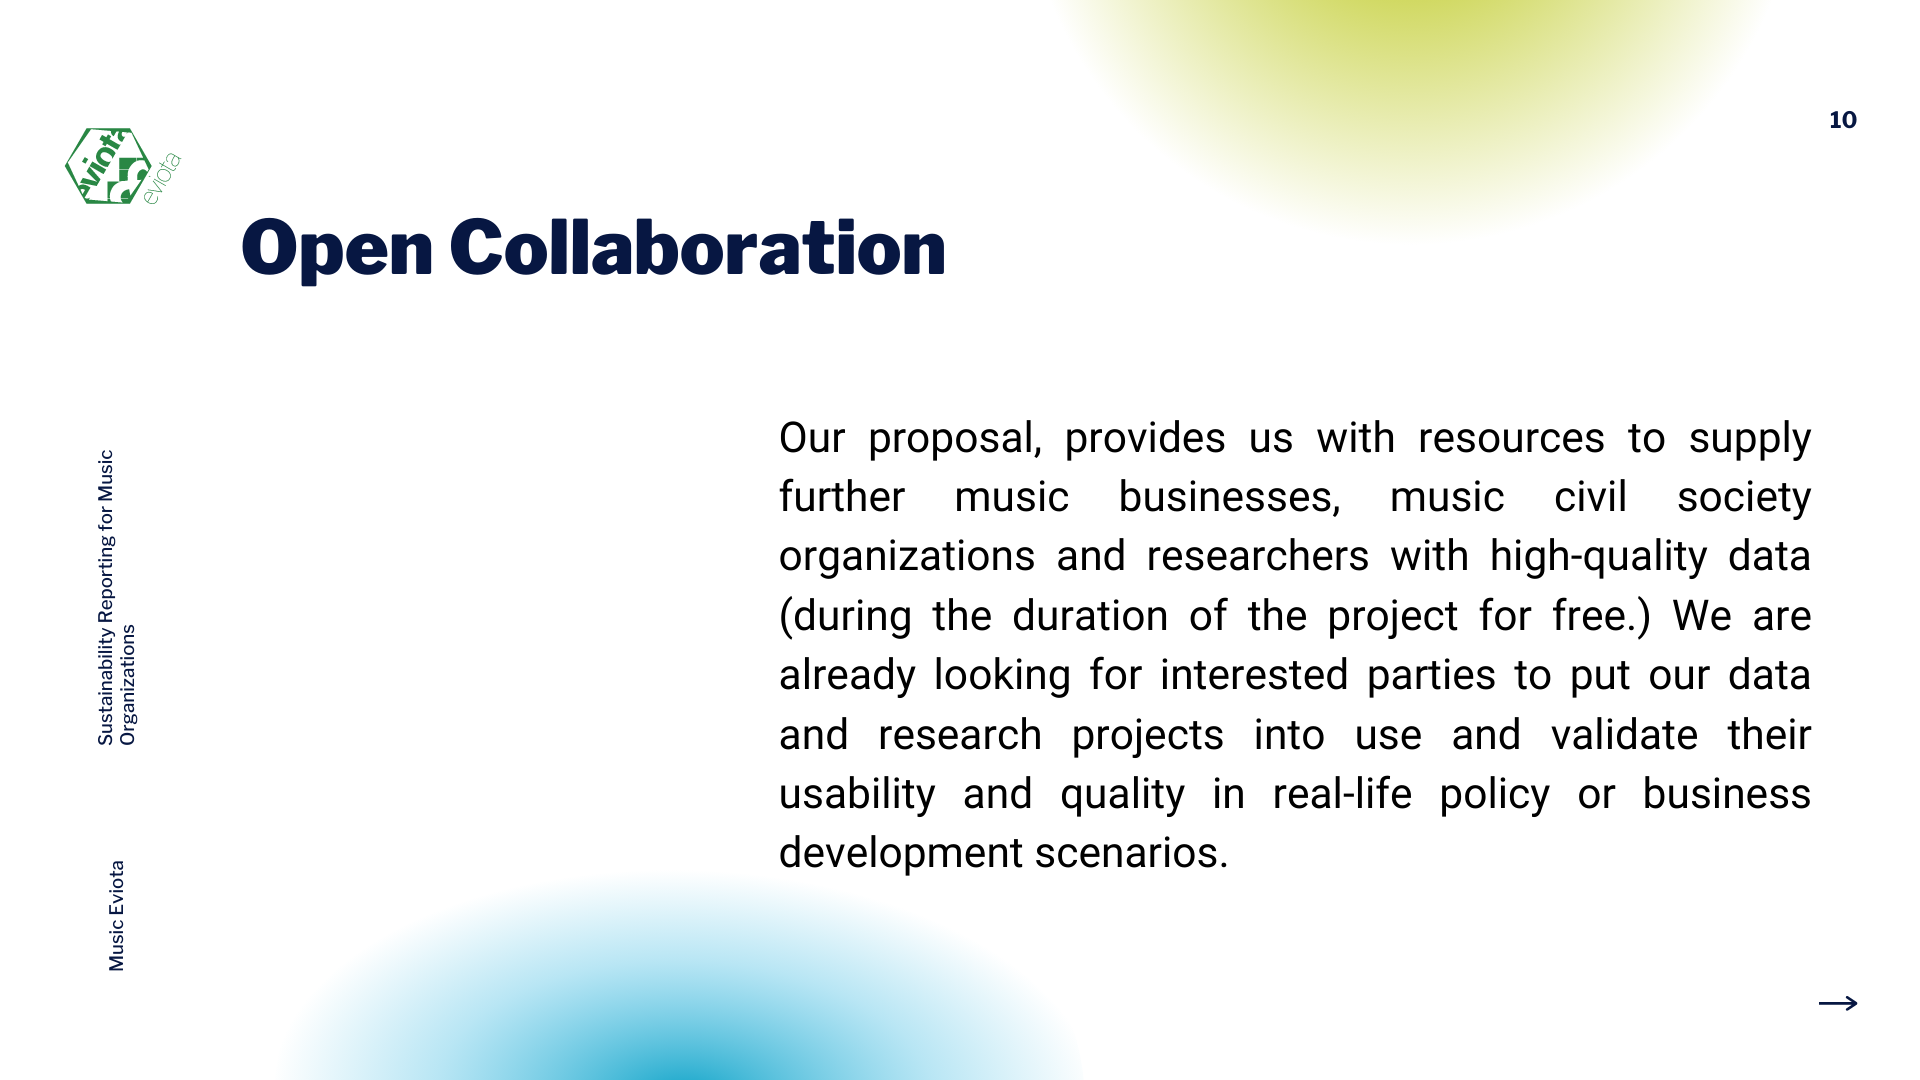 10
eviota
eviota
Open Collaboration
Our proposal, provides us with resources to supply
further music businesses, music civil society
organizations and researchers with high-quality data
(during the duration of the project for free.) We are
already looking for interested parties to put our data
and research projects into use and validate their
usability and quality in real-life policy or business
development scenarios.
Sustainability Reporting for Music
Organizations
Music Eviota